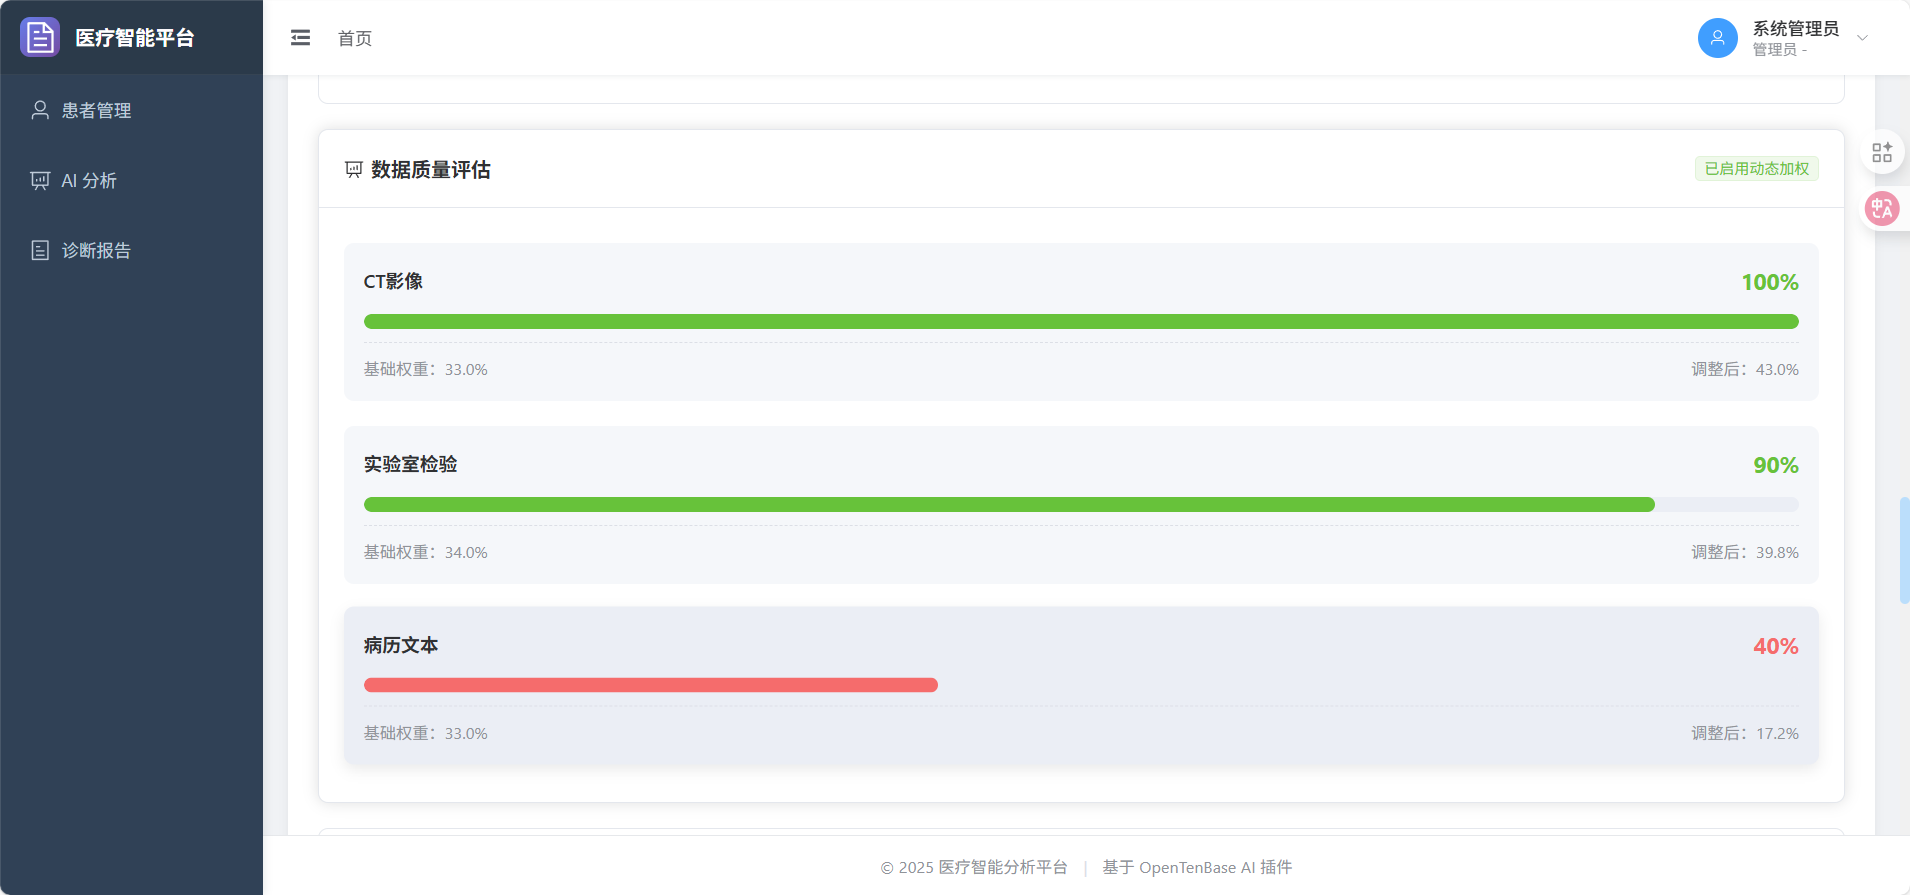 医疗智能平台
首页
系统管理员
管理员 -
患者管理
AI 分析
诊断报告
数据质量评估
已启用动态加权
CT影像
100%
基础权重：33.0%
调整后：43.0%
实验室检验
90%
基础权重：34.0%
调整后：39.8%
病历文本
40%
基础权重：33.0%
调整后：17.2%
© 2025 医疗智能分析平台 | 基于 OpenTenBase AI 插件